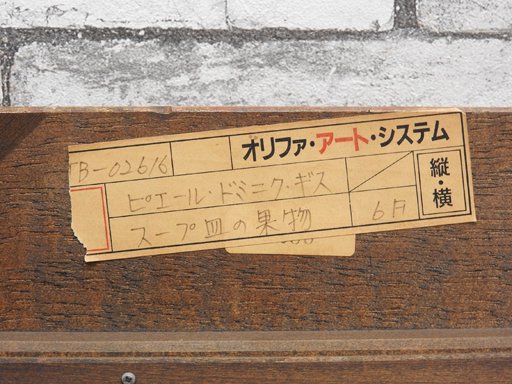 TB-02616
オリファ・アート・システム
ピエール・ドミニク・ギス
スープ皿の果物
6F
縦・横